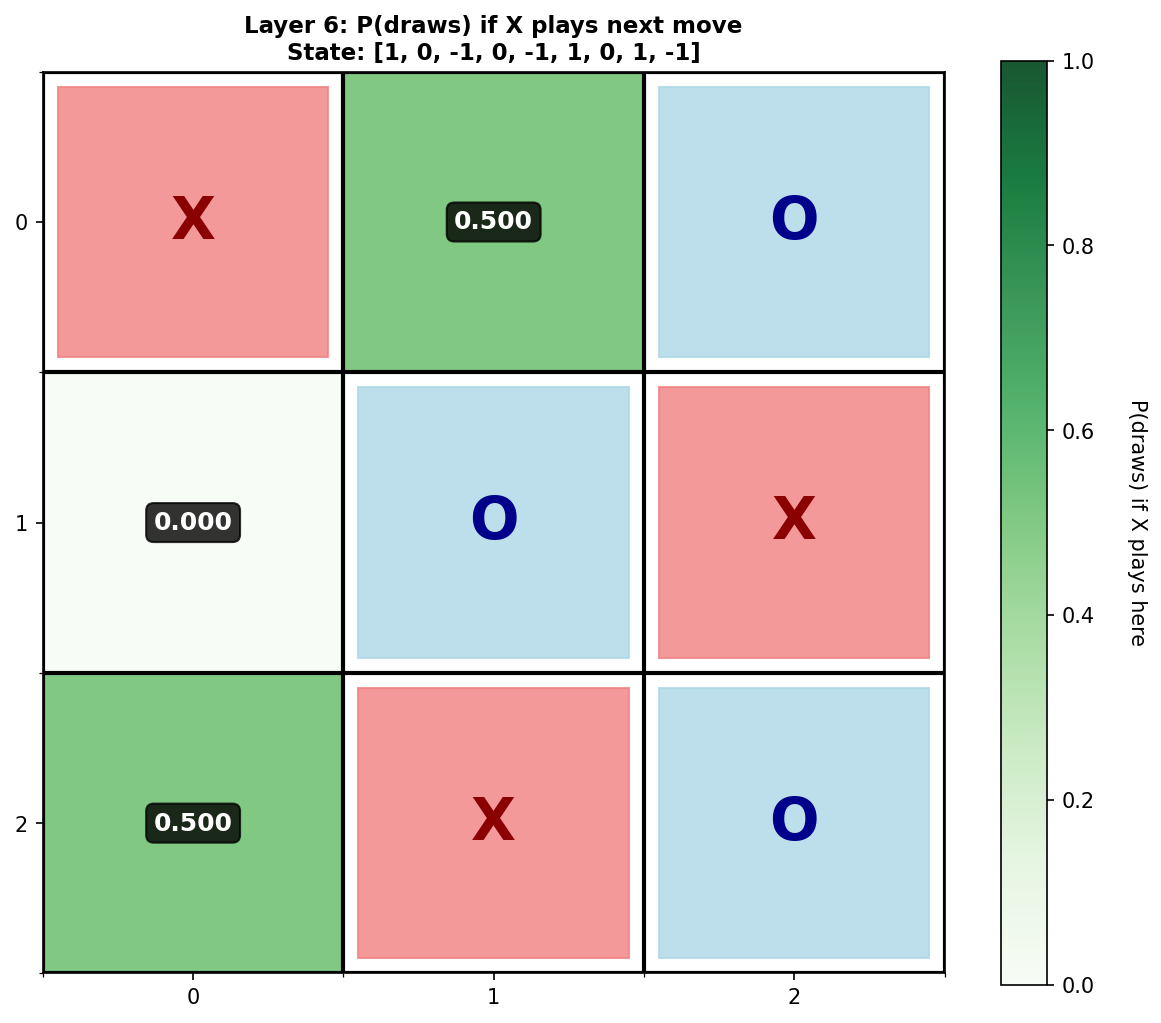 Layer 6: P(draws) if X plays next move
State: [1, 0, -1, 0, -1, 1, 0, 1, -1]
X
0.500
O
0
0.000
O
X
1
0.500
X
O
2
0
1
2
1.0
0.8
0.6
0.4
0.2
0.0
P(draws) if X plays here